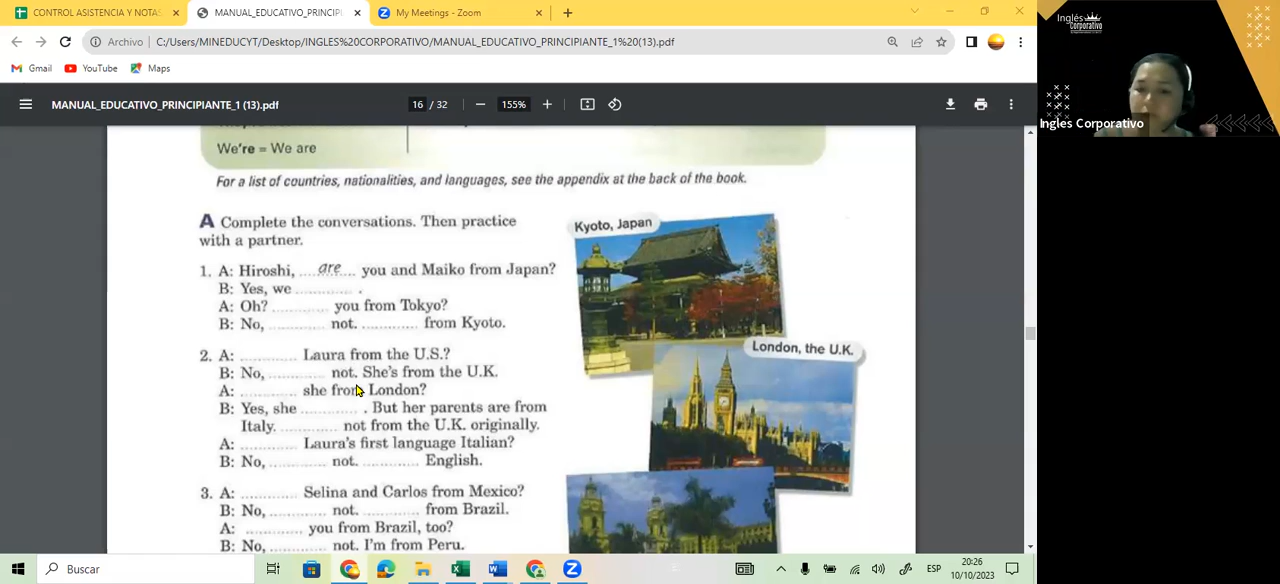 CONTROL ASISTENCIA Y NOTAS
MANUAL_EDUCATIVO_PRINCIPI
My Meetings - Zoom
Archivo
C:/Users/MINEDUCYT/Desktop/INGLES%20CORPORATIVO/MANUAL_EDUCATIVO_PRINCIPIANTE_1%20(13).pdf
Gmail
YouTube
Maps
MANUAL_EDUCATIVO_PRINCIPIANTE_1 (13).pdf
16 / 32
155%
We're = We are
For a list of countries, nationalities, and languages, see the appendix at the back of the book.
A Complete the conversations. Then practice
with a partner.
1. A: Hiroshi, ....are.... you and Maiko from Japan?
B: Yes, we .............. .
A: Oh? .............. you from Tokyo?
B: No, .............. not. .............. from Kyoto.
2. A: .............. Laura from the U.S.?
B: No, .............. not. She's from the U.K.
A: .............. she from London?
B: Yes, she .............. . But her parents are from
Italy. .............. not from the U.K. originally.
A: .............. Laura's first language Italian?
B: No, .............. not. .............. English.
3. A: .............. Selina and Carlos from Mexico?
B: No, .............. not. .............. from Brazil.
A: .............. you from Brazil, too?
B: No, .............. not. I'm from Peru.
Kyoto, Japan
London, the U.K.
Inglés
Corporativo
Ingles Corporativo
Buscar
ESP
20:26
10/10/2023